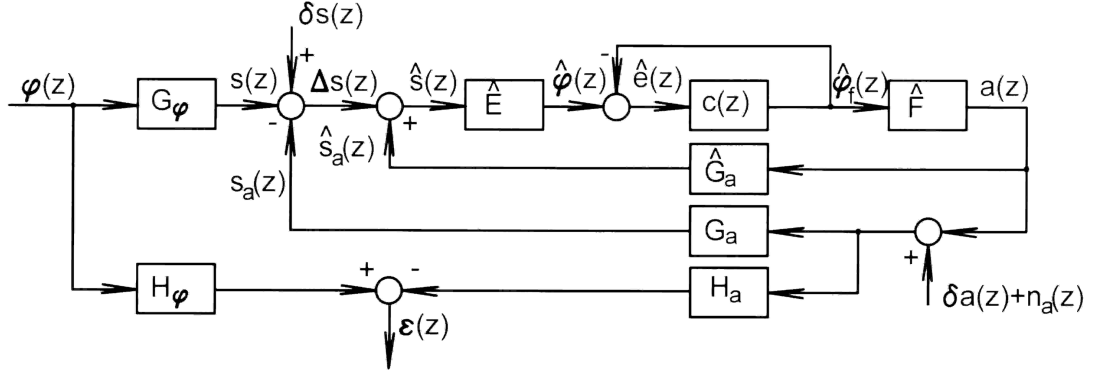 δs(z)
φ(z)
G_φ
s(z)
+
-
Δs(z)
+
ŝ(z)
Ê
φ̂(z)
-
ê(z)
c(z)
φ̂_f(z)
F̂
a(z)
ŝ_a(z)
Ĝ_a
s_a(z)
G_a
+
δa(z)+n_a(z)
H_φ
+
-
H_a
ε(z)